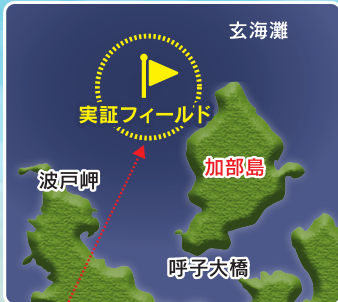 玄海灘
実証フィールド
加部島
波戸岬
呼子大橋